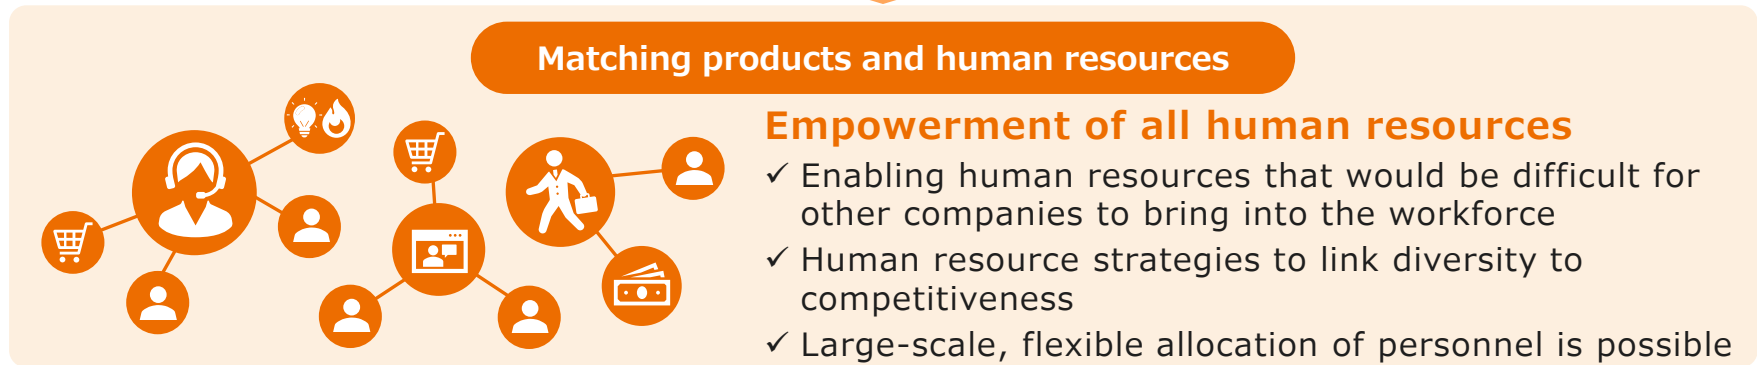 Matching products and human resources
Empowerment of all human resources
✓ Enabling human resources that would be difficult for
other companies to bring into the workforce
✓ Human resource strategies to link diversity to
competitiveness
✓ Large-scale, flexible allocation of personnel is possible